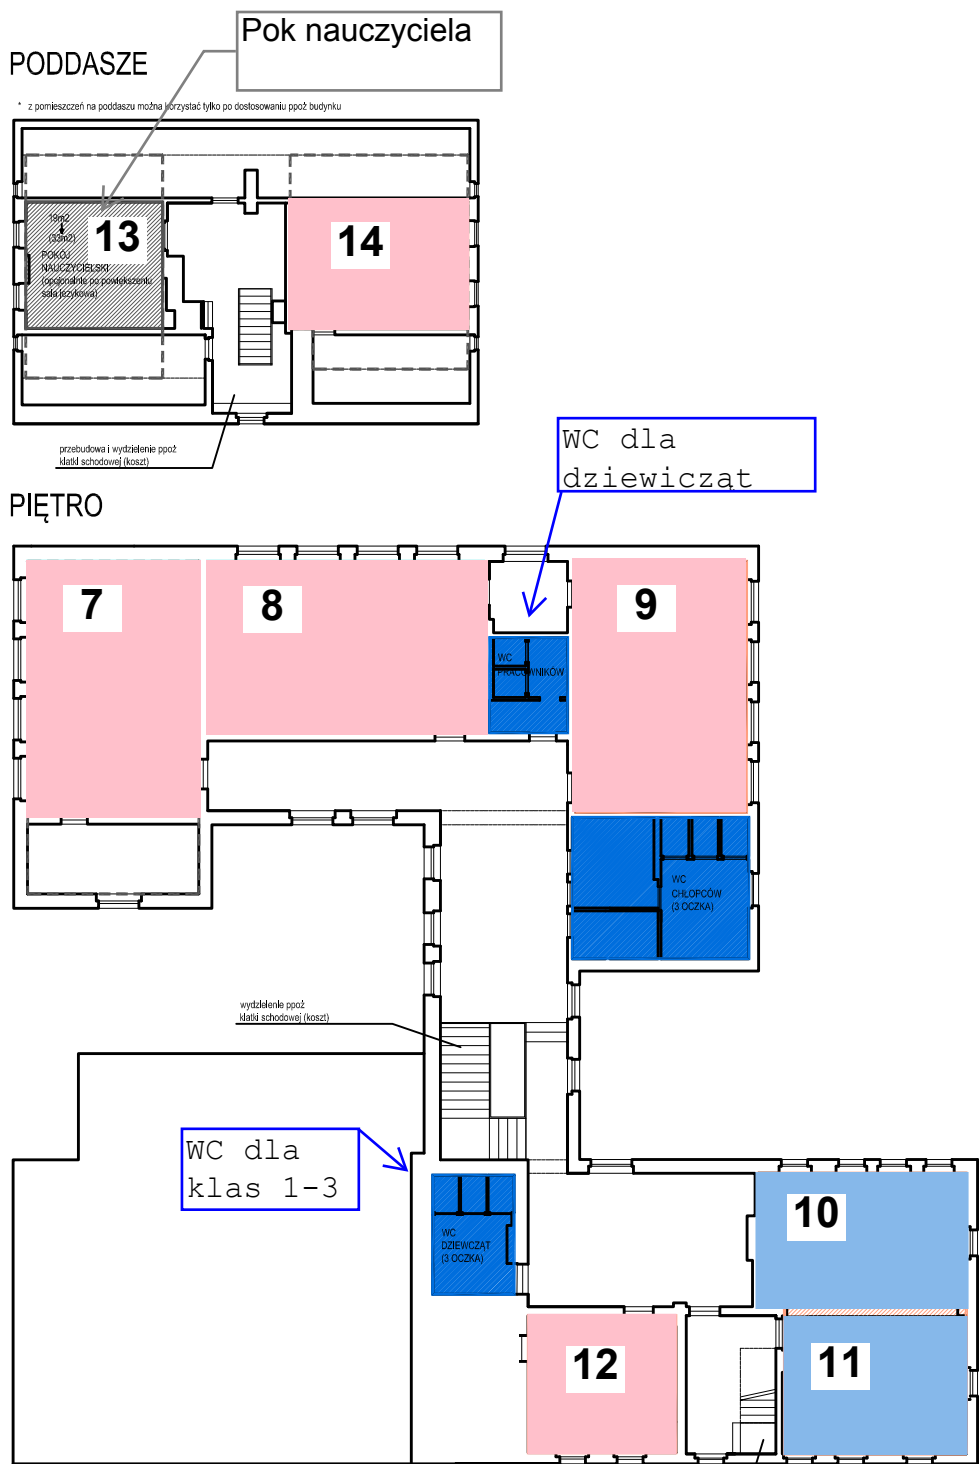 Pok nauczyciela
PODDASZE
* z pomieszczeń na poddaszu można korzystać tylko po dostosowaniu ppoż budynku
19m2
(33m2)
13
POKÓJ
NAUCZYCIELSKI
(opcjonalnie po powiększeniu
sala językowa)
14
przebudowa i wydzielenie ppoż
klatki schodowej (koszt)
WC dla
dziewicząt
PIĘTRO
7
8
9
WC
PRACOWNIKÓW
WC
CHŁOPCÓW
(3 OCZKA)
wydzielenie ppoż
klatki schodowej (koszt)
WC dla
klas 1-3
WC
DZIEWCZĄT
(3 OCZKA)
10
11
12